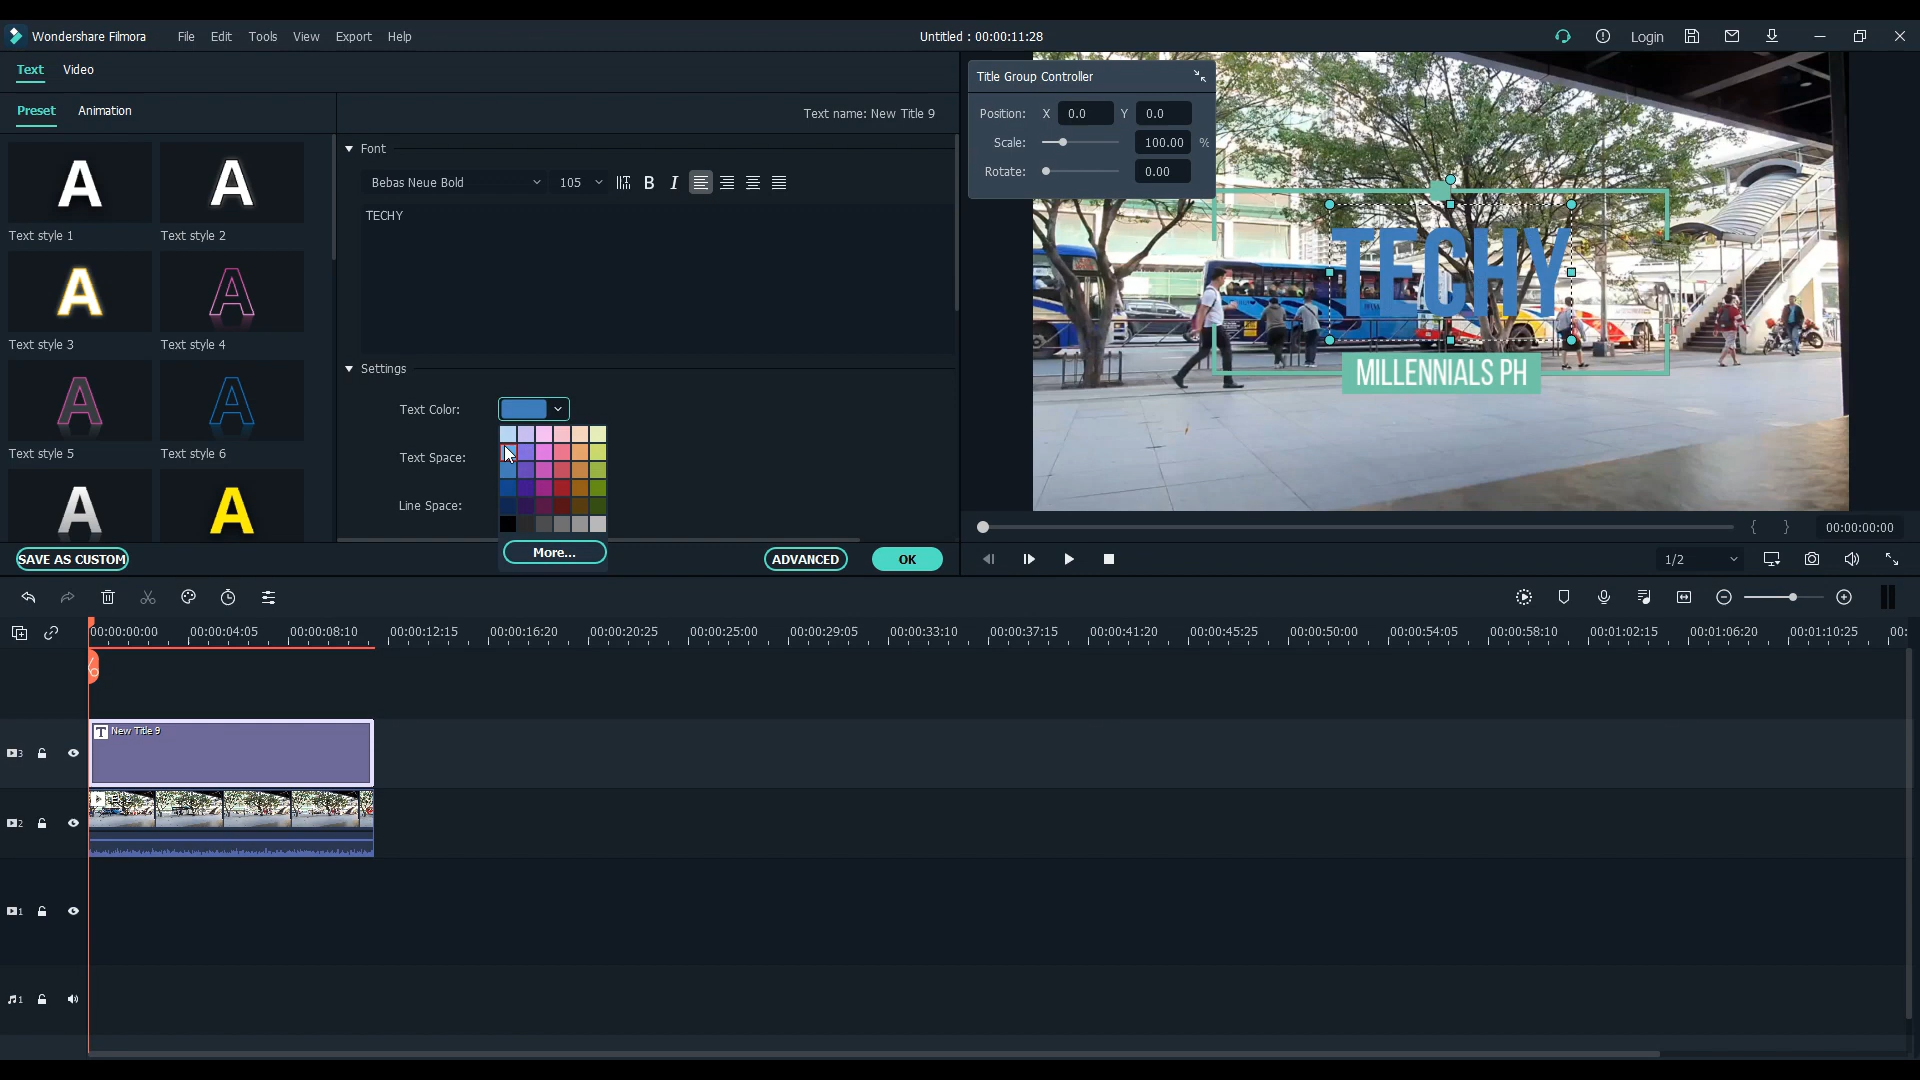 Wondershare Filmora File Edit Tools View Export Help Untitled : 00:00:11:28 Login
Text Video
Preset Animation Text name: New Title 9
A A
Text style 1 Text style 2
A A
Text style 3 Text style 4
A A
Text style 5 Text style 6
A A
Font
Bebas Neue Bold 105 B I
TECHY
Settings
Text Color:
Text Space:
Line Space:
More...
SAVE AS CUSTOM ADVANCED OK
Title Group Controller
Position: X 0.0 Y 0.0
Scale: 100.00 %
Rotate: 0.00
TECHY
MILLENNIALS PH
{ } 00:00:00:00
1/2
00:00:00:00 00:00:04:05 00:00:08:10 00:00:12:15 00:00:16:20 00:00:20:25 00:00:25:00 00:00:29:05 00:00:33:10 00:00:37:15 00:00:41:20 00:00:45:25 00:00:50:00 00:00:54:05 00:00:58:10 00:01:02:15 00:01:06:20 00:01:10:25 00:
T New Title 9
3
2
1
1